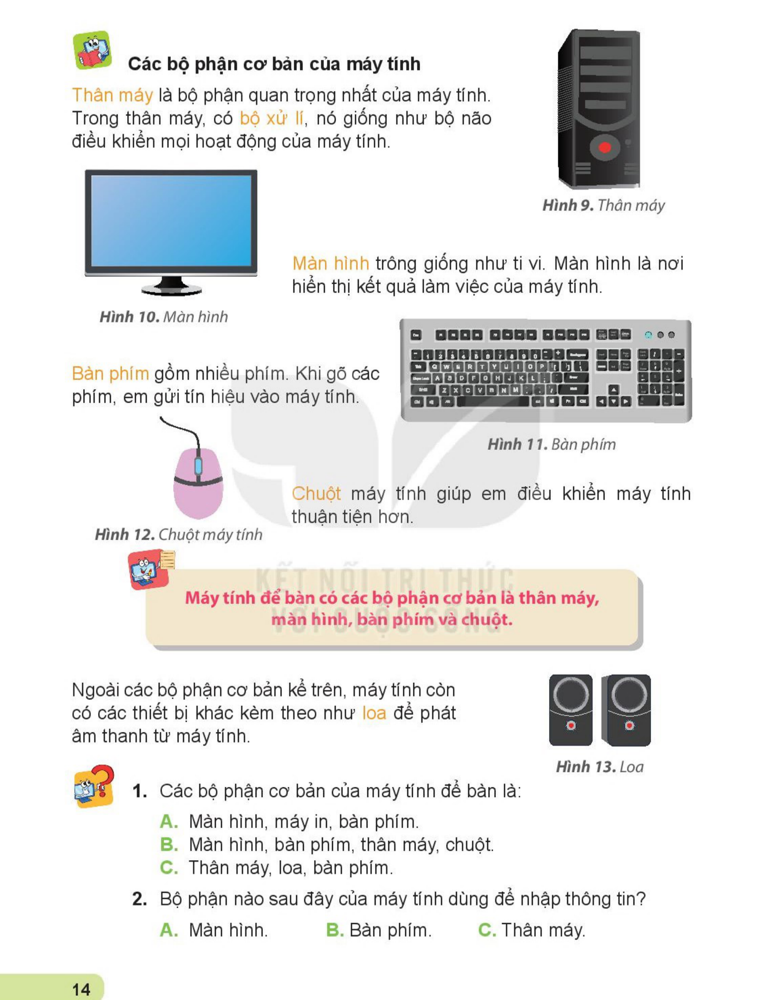 Các bộ phận cơ bản của máy tính
Thân máy là bộ phận quan trọng nhất của máy tính.
Trong thân máy, có bộ xử lí, nó giống như bộ não
điều khiển mọi hoạt động của máy tính.
Hình 9. Thân máy
Màn hình trông giống như ti vi. Màn hình là nơi
hiển thị kết quả làm việc của máy tính.
Hình 10. Màn hình
Bàn phím gồm nhiều phím. Khi gõ các
phím, em gửi tín hiệu vào máy tính.
Hình 11. Bàn phím
Chuột máy tính giúp em điều khiển máy tính
thuận tiện hơn.
Hình 12. Chuột máy tính
KẾT NỐI TRI THỨC
VỚI CUỘC SỐNG
Máy tính để bàn có các bộ phận cơ bản là thân máy,
màn hình, bàn phím và chuột.
Ngoài các bộ phận cơ bản kể trên, máy tính còn
có các thiết bị khác kèm theo như loa để phát
âm thanh từ máy tính.
Hình 13. Loa
1. Các bộ phận cơ bản của máy tính để bàn là:
A. Màn hình, máy in, bàn phím.
B. Màn hình, bàn phím, thân máy, chuột.
C. Thân máy, loa, bàn phím.
2. Bộ phận nào sau đây của máy tính dùng để nhập thông tin?
A. Màn hình. B. Bàn phím. C. Thân máy.
14